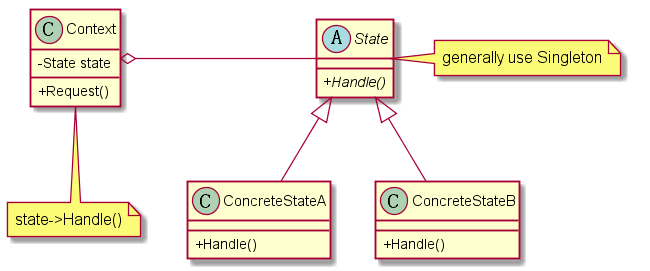 C Context
-State state
+Request()
A State
+Handle()
generally use Singleton
state->Handle()
C ConcreteStateA
+Handle()
C ConcreteStateB
+Handle()